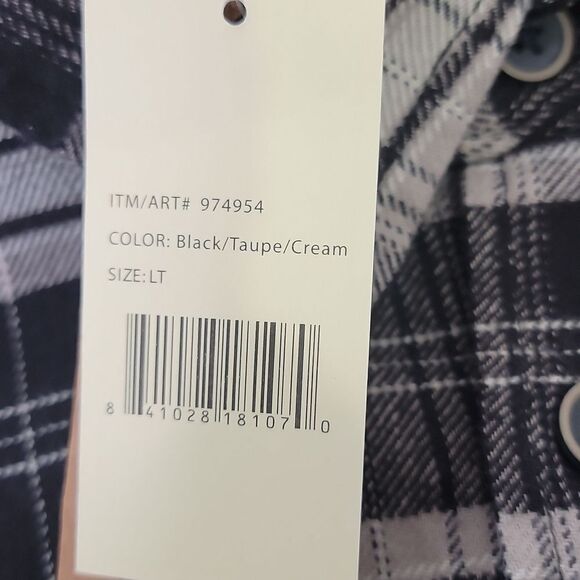 ITM/ART# 974954
COLOR: Black/Taupe/Cream
SIZE: LT
8 41028 18107 0